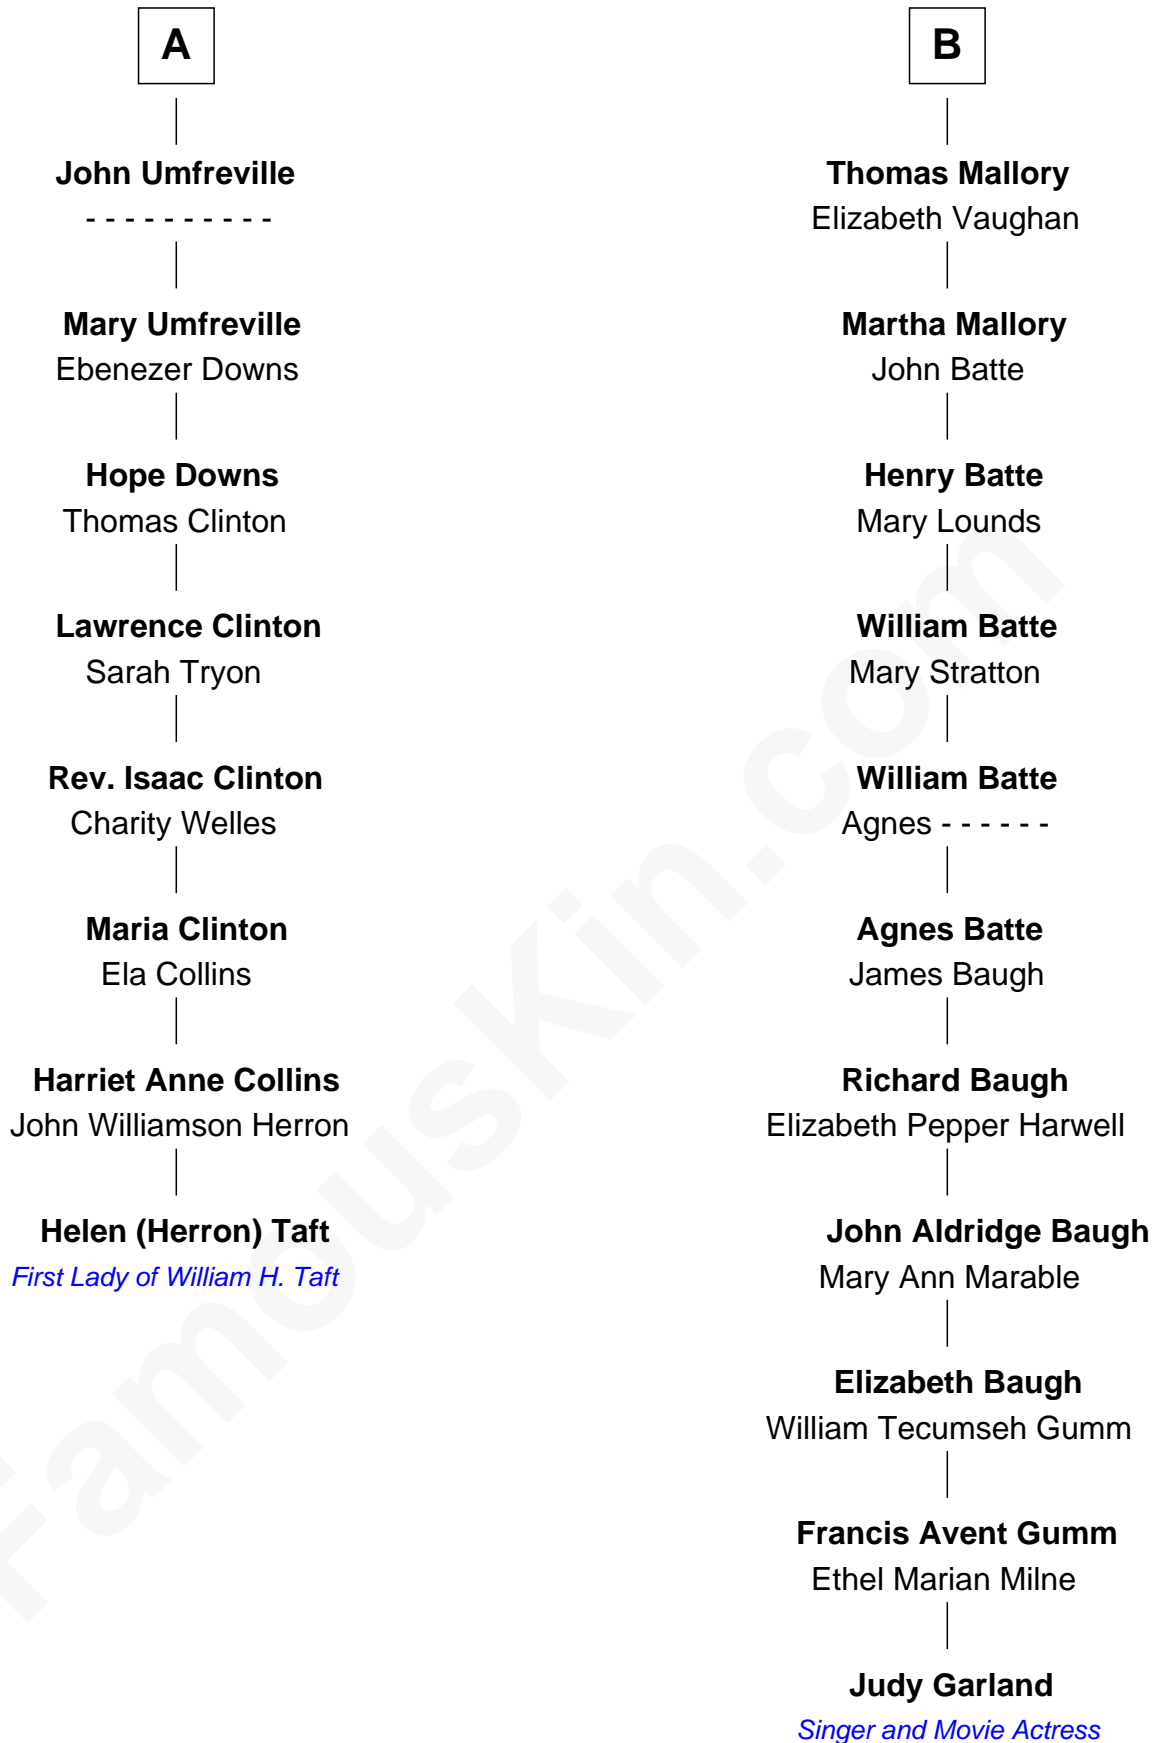 A
John Umfreville
- - - - - - - - - -
Mary Umfreville
Ebenezer Downs
Hope Downs
Thomas Clinton
Lawrence Clinton
Sarah Tryon
Rev. Isaac Clinton
Charity Welles
Maria Clinton
Ela Collins
Harriet Anne Collins
John Williamson Herron
Helen (Herron) Taft
First Lady of William H. Taft
B
Thomas Mallory
Elizabeth Vaughan
Martha Mallory
John Batte
Henry Batte
Mary Lounds
William Batte
Mary Stratton
William Batte
Agnes - - - - - -
Agnes Batte
James Baugh
Richard Baugh
Elizabeth Pepper Harwell
John Aldridge Baugh
Mary Ann Marable
Elizabeth Baugh
William Tecumseh Gumm
Francis Avent Gumm
Ethel Marian Milne
Judy Garland
Singer and Movie Actress
FamousKin.com